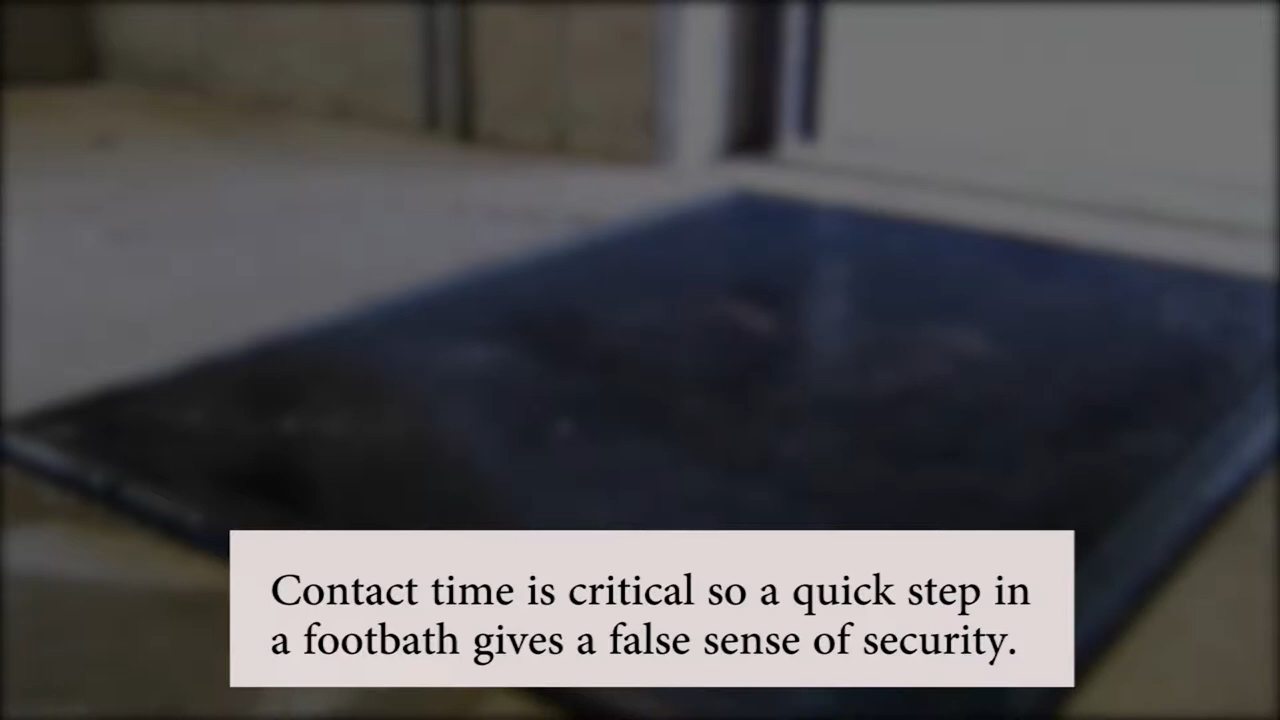 Contact time is critical so a quick step in
a footbath gives a false sense of security.